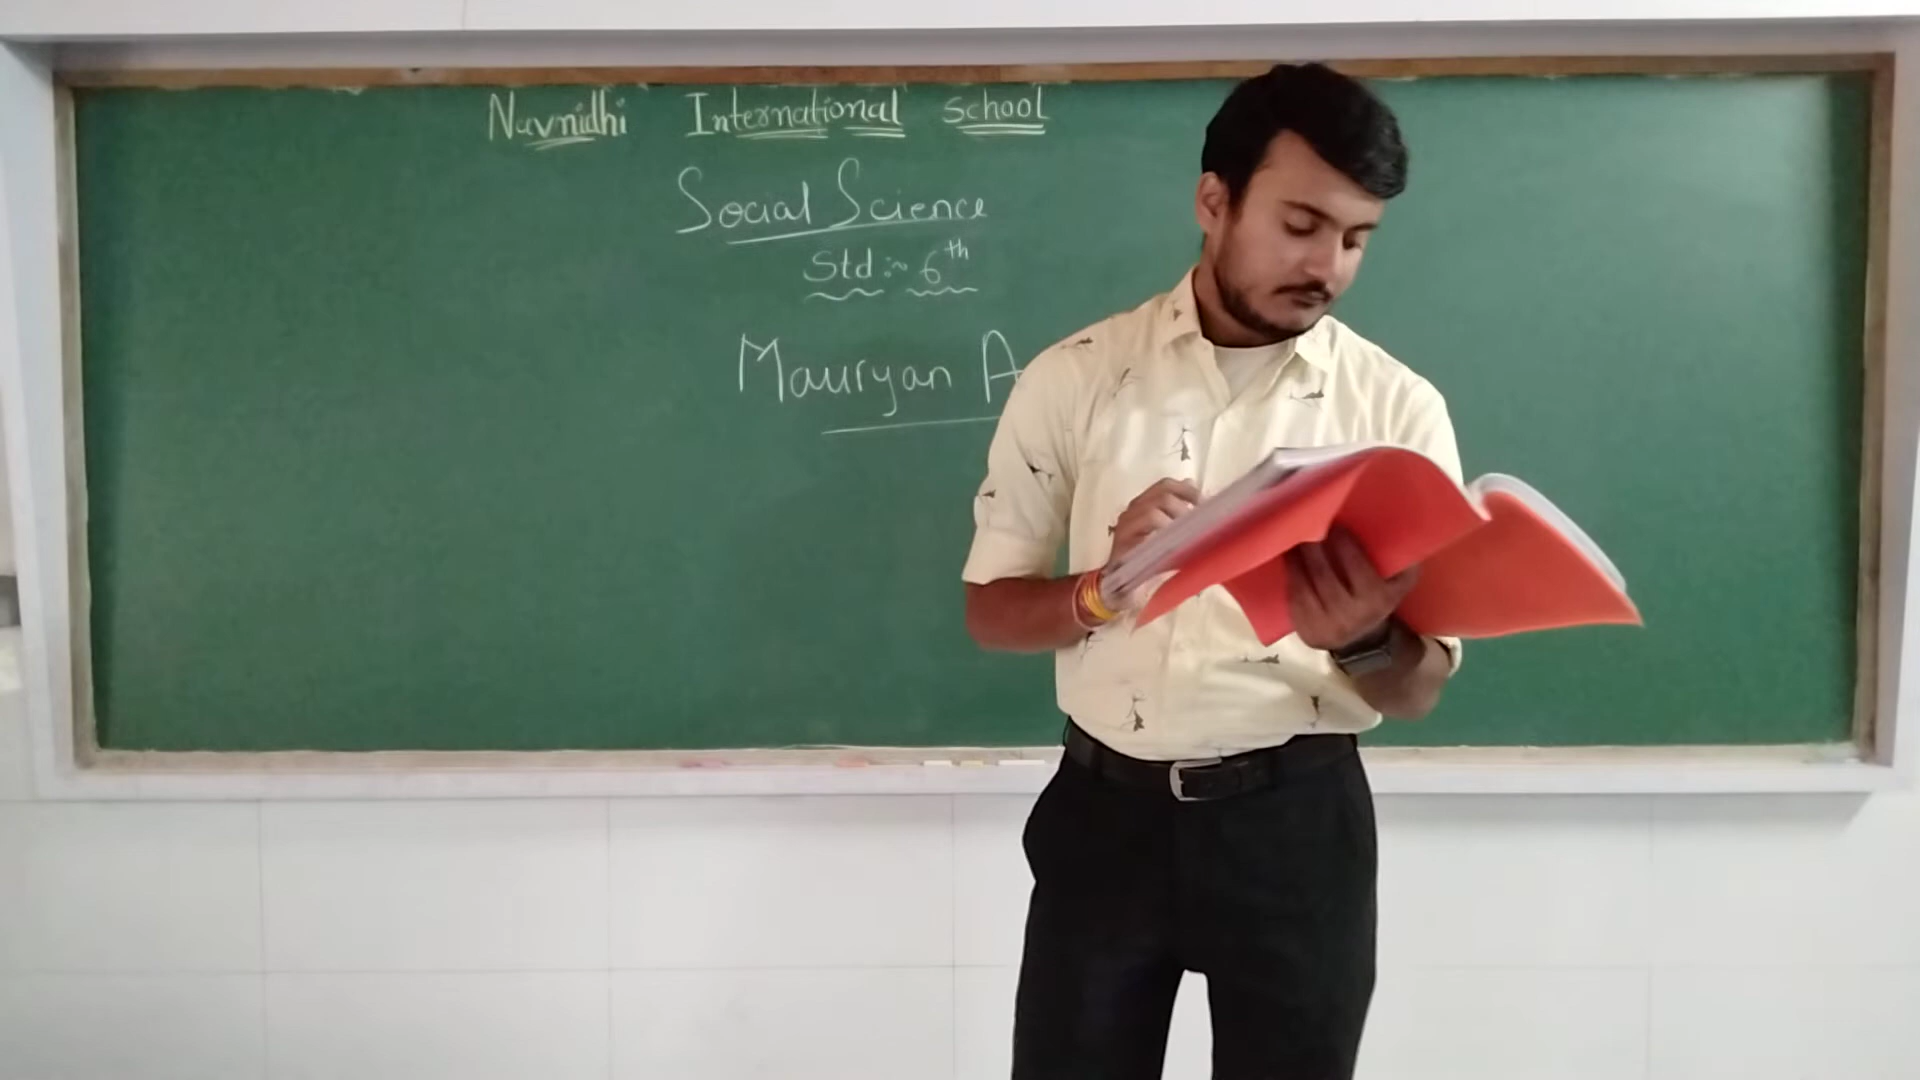 Navnidhi International School
Social Science
Std :~ 6th
Mauryan A